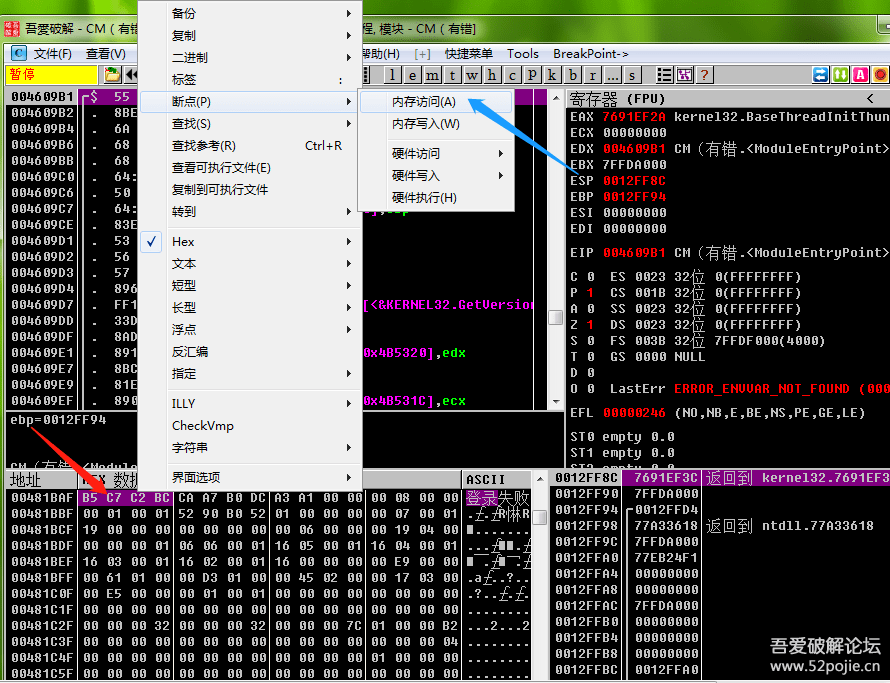 吾爱破解 - CM（有错
程, 模块 - CM（有错]
文件(F) 查看(V)
帮助(H) [+] 快捷菜单 Tools BreakPoint->
暂停
l e m t w h c p k b r ... s
?
备份
复制
二进制
标签 :
断点(P)
查找(S)
查找参考(R) Ctrl+R
查看可执行文件(E)
复制到可执行文件
转到
Hex
文本
短型
长型
浮点
反汇编
指定
ILLY
CheckVmp
字符串
界面选项
内存访问(A)
内存写入(W)
硬件访问
硬件写入
硬件执行(H)
004609B1 $ 55
004609B2 . 8BE
004609B4 . 6A
004609B6 . 68
004609BB . 68
004609C0 . 64:
004609C6 . 50
004609C7 . 64:
004609CE . 83E
004609D1 . 53
004609D2 . 56
004609D3 . 57
004609D4 . 896
004609D7 . FF1 [<&KERNEL32.GetVersion
004609DD . 33D
004609DF . 8AD
004609E1 . 891 0x4B5320],edx
004609E7 . 8BC
004609E9 . 81E
004609EF . 890 0x4B531C],ecx
ebp=0012FF94
寄存器 (FPU) <
EAX 7691EF2A kernel32.BaseThreadInitThun
ECX 00000000
EDX 004609B1 CM（有错.<ModuleEntryPoint>
EBX 7FFDA000
ESP 0012FF8C
EBP 0012FF94
ESI 00000000
EDI 00000000
EIP 004609B1 CM（有错.<ModuleEntryPoint>
C 0 ES 0023 32位 0(FFFFFFFF)
P 1 CS 001B 32位 0(FFFFFFFF)
A 0 SS 0023 32位 0(FFFFFFFF)
Z 1 DS 0023 32位 0(FFFFFFFF)
S 0 FS 003B 32位 7FFDF000(4000)
T 0 GS 0000 NULL
D 0
O 0 LastErr ERROR_ENVVAR_NOT_FOUND (000
EFL 00000246 (NO,NB,E,BE,NS,PE,GE,LE)
ST0 empty 0.0
ST1 empty 0.0
地址 HEX 数据 ASCII
00481BAF B5 C7 C2 BC CA A7 B0 DC A3 A1 00 00 00 08 00 00 登录失败
00481BBF 00 01 00 01 52 90 B0 52 01 00 00 00 00 07 00 01
00481BCF 19 00 00 00 00 00 00 00 00 06 00 00 19 04 00
00481BDF 00 00 00 01 06 06 00 01 16 05 00 01 16 04 00 01
00481BEF 16 03 00 01 16 02 00 01 16 00 00 00 00 E9 00 00
00481BFF 00 61 01 00 00 D3 01 00 00 45 02 00 00 17 03 00
00481C0F 00 E5 00 00 00 01 00 01 00 00 00 00 00 00 00 00
00481C1F 00 00 00 00 00 00 00 00 00 00 00 00 00 00 00 00
00481C2F 00 00 00 32 00 00 00 32 00 00 00 7C 01 00 00 B2 ...2...2
00481C3F 00 00 00 00 00 00 00 00 00 00 00 00 00 00 00 04
00481C4F 00 00 00 00 00 00 00 00 00 00 00 00 01 00 00 00
00481C5F 00 00 00 00 00 00 00 00 00 00 00 00 00 00 00 00
0012FF8C 7691EF3C 返回到 kernel32.7691EF3
0012FF90 7FFDA000
0012FF94 0012FFD4
0012FF98 77A33618 返回到 ntdll.77A33618
0012FF9C 7FFDA000
0012FFA0 77EB24F1
0012FFA4 00000000
0012FFA8 00000000
0012FFAC 7FFDA000
0012FFB0 00000000
0012FFB4 00000000
0012FFB8 00000000
0012FFBC 0012FFA0
吾爱破解论坛
www.52pojie.cn